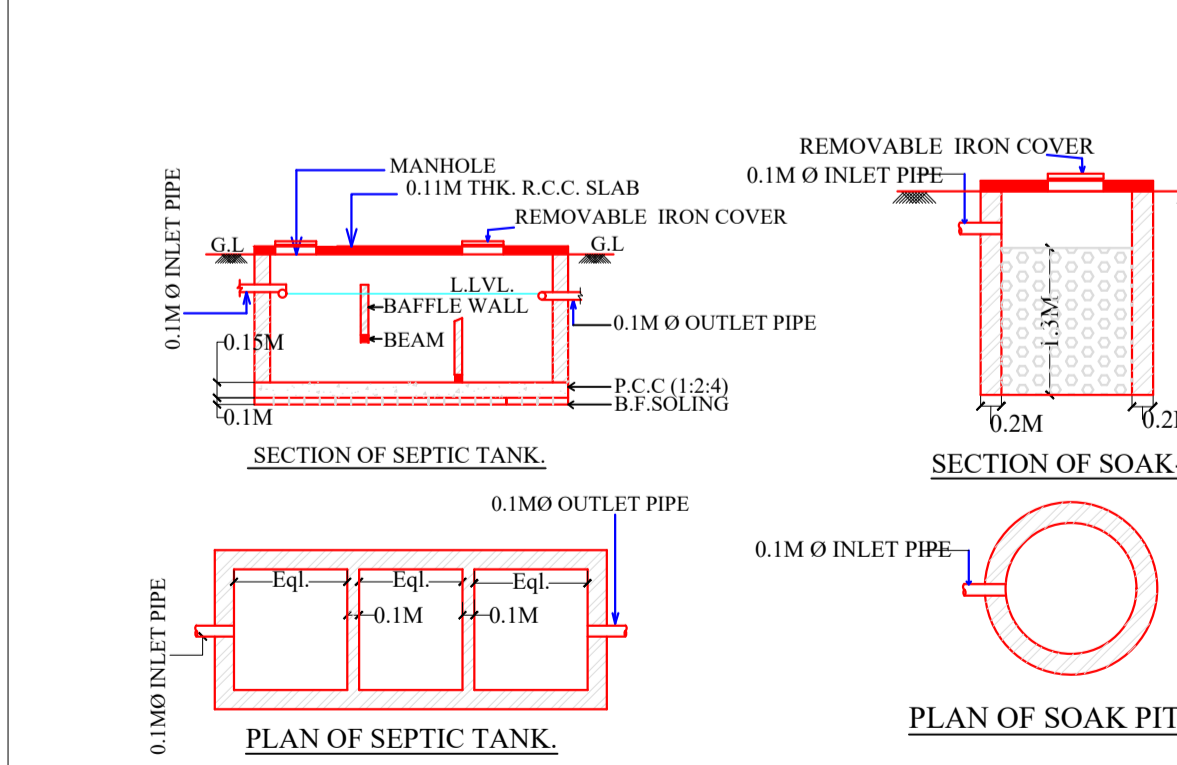 MANHOLE
0.11M THK. R.C.C. SLAB
REMOVABLE IRON COVER
0.1M Ø INLET PIPE
G.L
G.L
L.LVL.
BAFFLE WALL
BEAM
0.1M Ø OUTLET PIPE
0.15M
P.C.C (1:2:4)
B.F.SOLING
0.1M
SECTION OF SEPTIC TANK.
REMOVABLE IRON COVER
0.1M Ø INLET PIPE
1.3M
0.2M
SECTION OF SOAK
0.1MØ OUTLET PIPE
Eql.
Eql.
Eql.
0.1M
0.1M
0.1MØ INLET PIPE
PLAN OF SEPTIC TANK.
0.1M Ø INLET PIPE
PLAN OF SOAK PIT